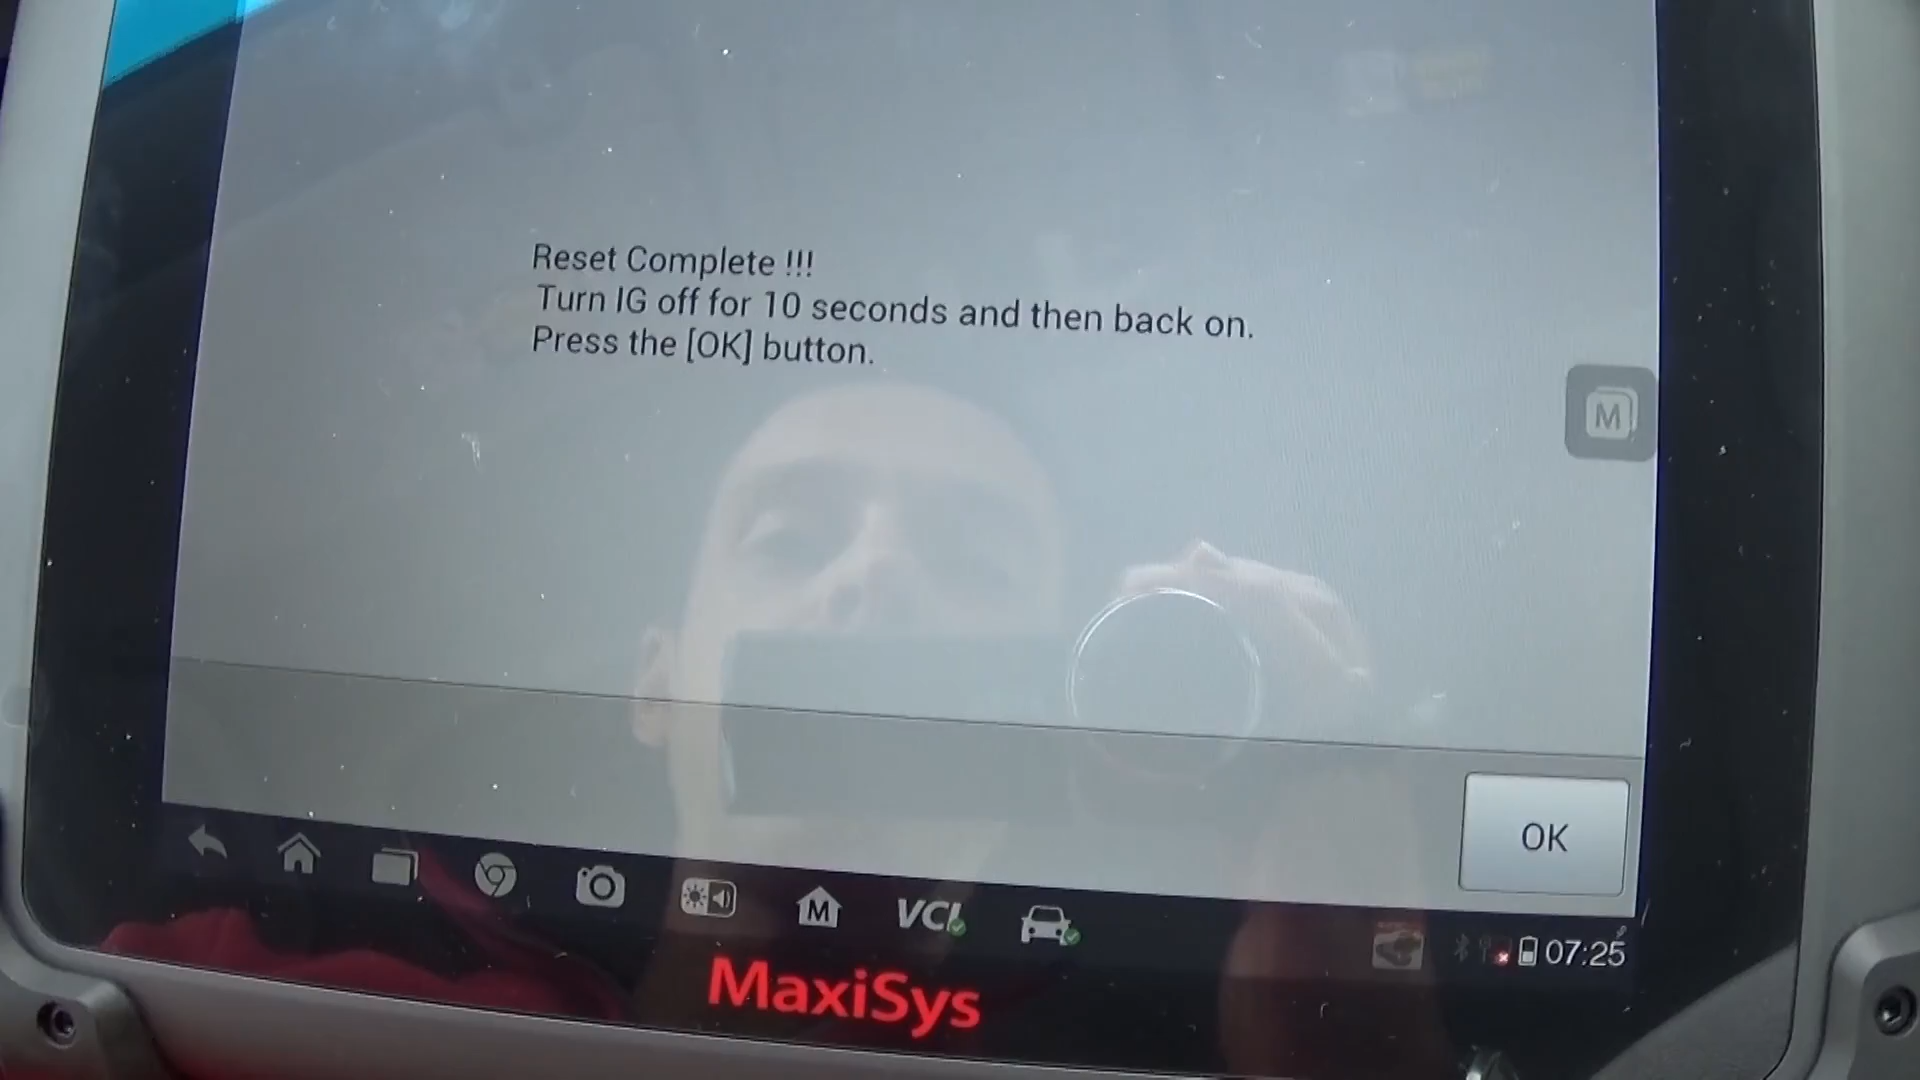 Reset Complete !!!
Turn IG off for 10 seconds and then back on.
Press the [OK] button.
M
OK
M
VCI
07:25
MaxiSys